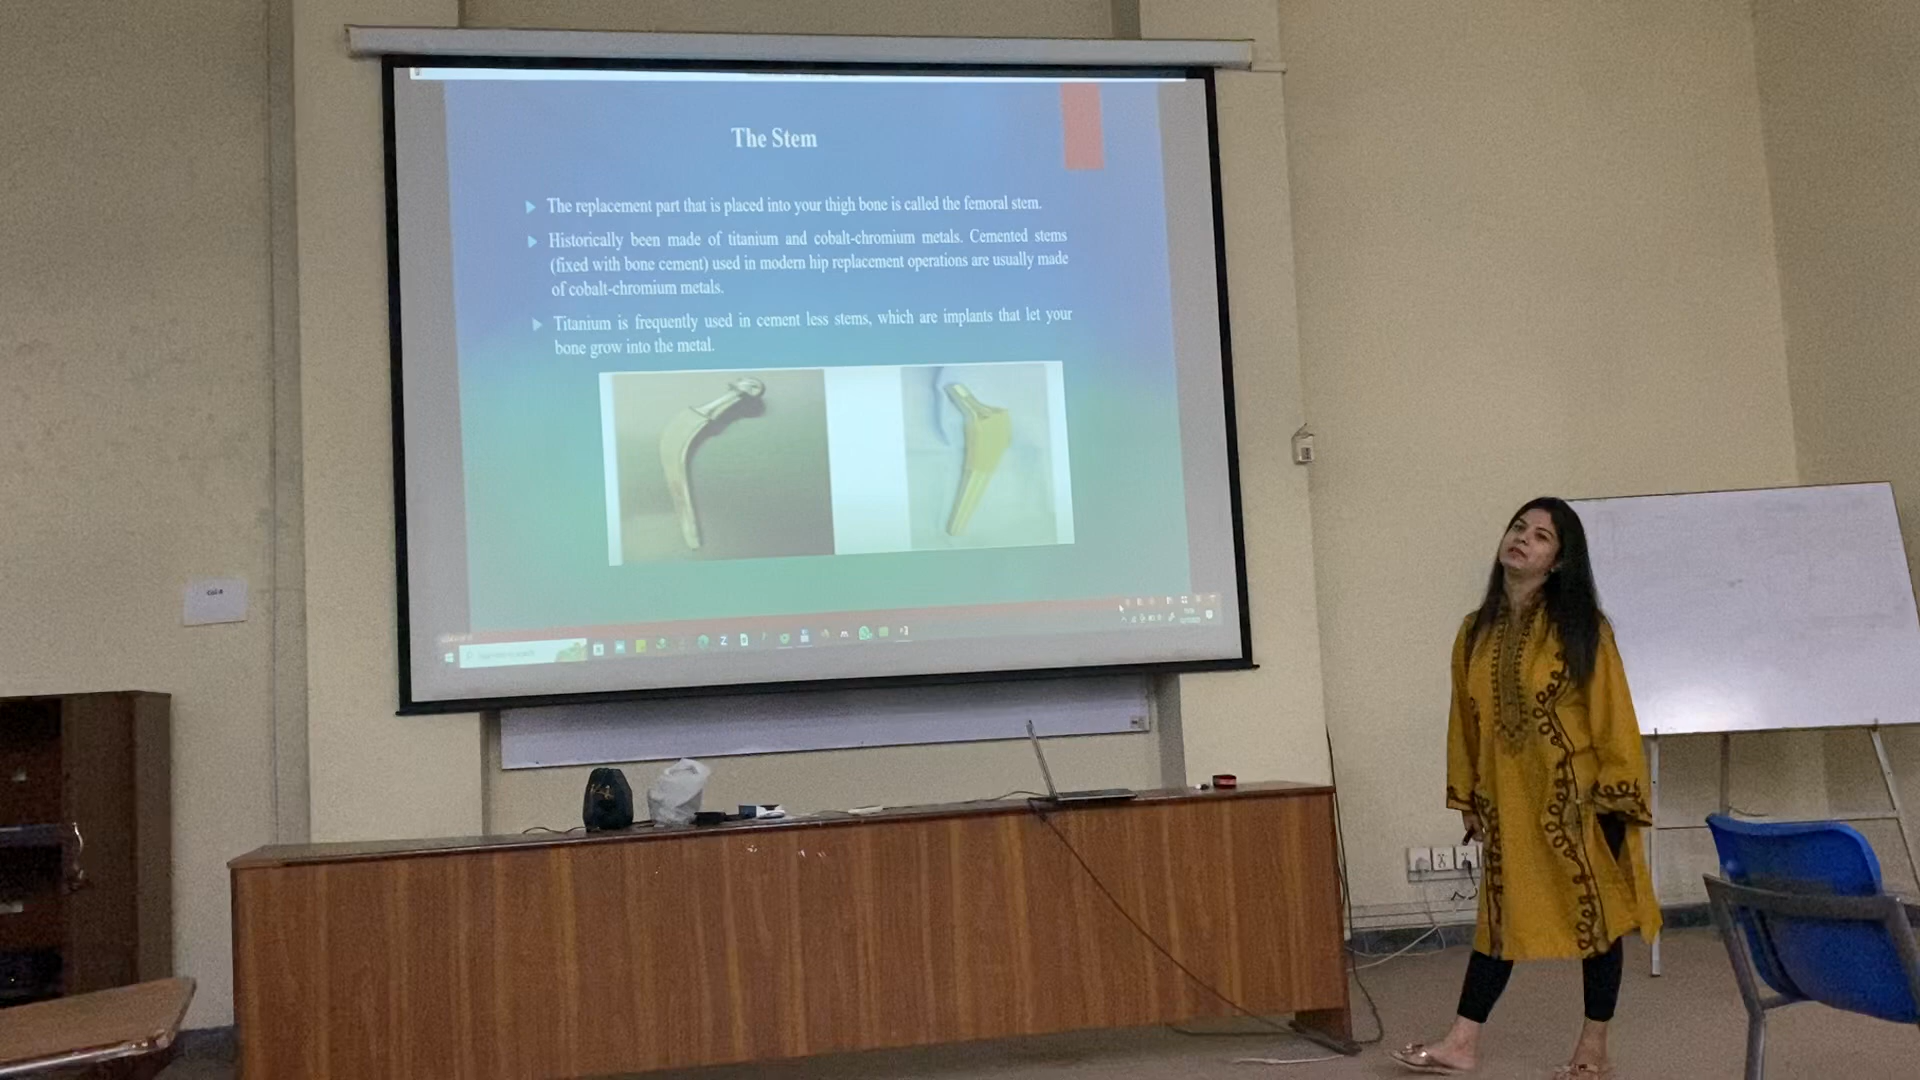 The Stem
The replacement part that is placed into your thigh bone is called the femoral stem.
Historically been made of titanium and cobalt-chromium metals. Cemented stems
(fixed with bone cement) used in modern hip replacement operations are usually made
of cobalt-chromium metals.
Titanium is frequently used in cement less stems, which are implants that let your
bone grow into the metal.